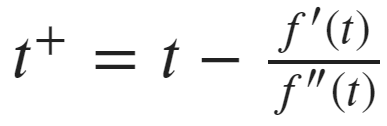 t⁺ = t − f′(t) / f″(t)